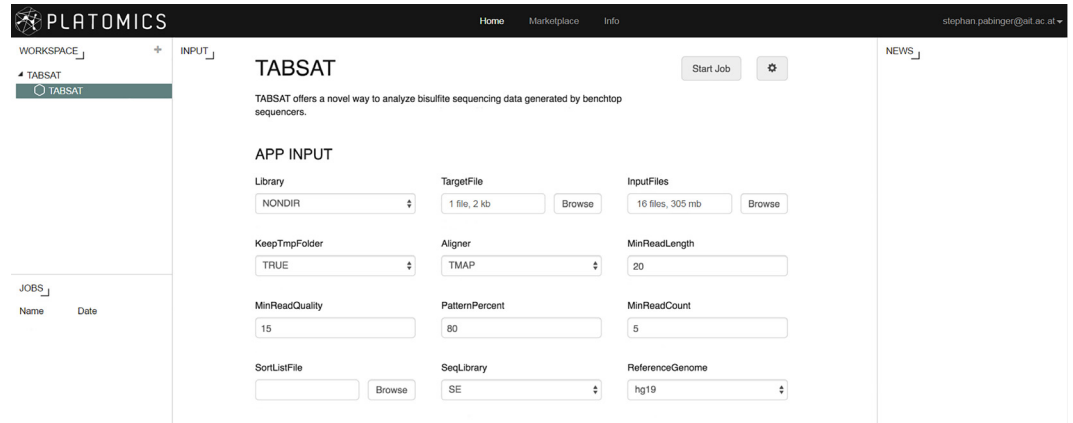 PLATOMICS
Home Marketplace Info
stephan.pabinger@ait.ac.at
WORKSPACE +
TABSAT
TABSAT
JOBS
Name Date
INPUT
TABSAT
Start Job
TABSAT offers a novel way to analyze bisulfite sequencing data generated by benchtop
sequencers.
APP INPUT
Library TargetFile InputFiles
NONDIR 1 file, 2 kb Browse 16 files, 305 mb Browse
KeepTmpFolder Aligner MinReadLength
TRUE TMAP 20
MinReadQuality PatternPercent MinReadCount
15 80 5
SortListFile SeqLibrary ReferenceGenome
Browse SE hg19
NEWS